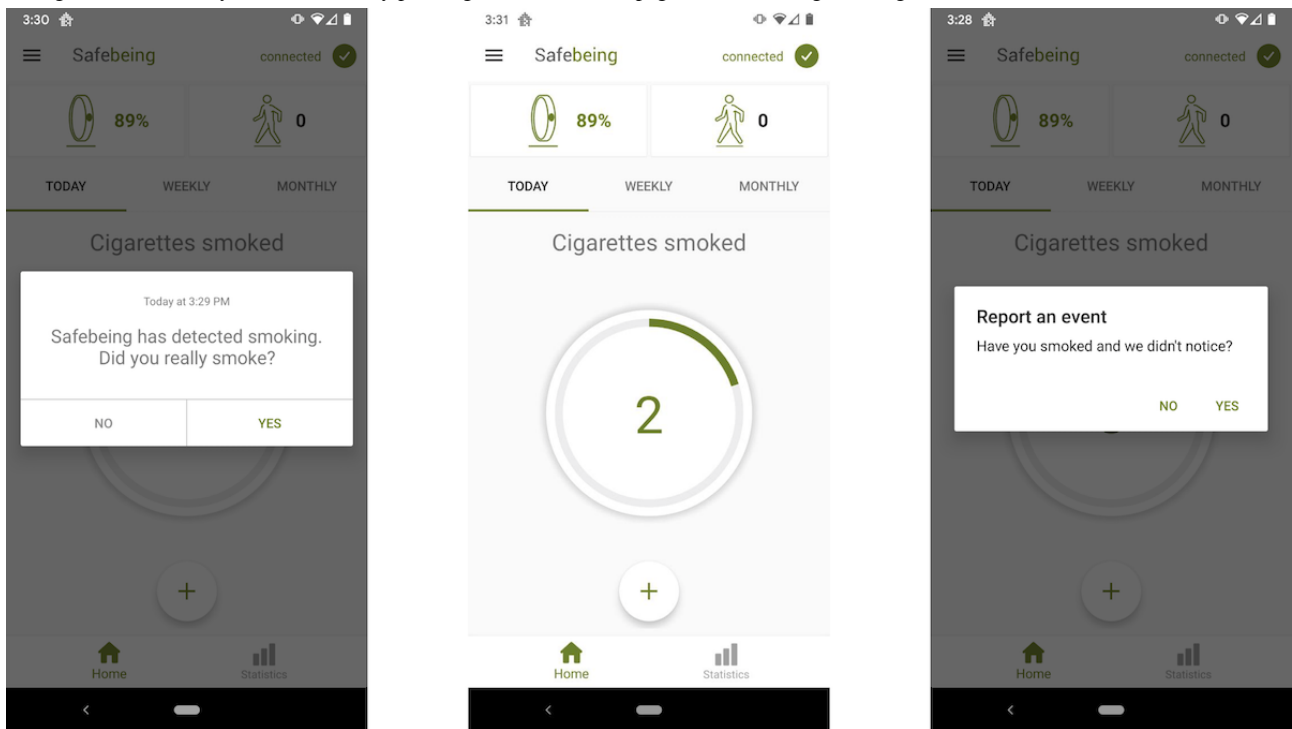 3:30
Safebeing
connected
89%
0
TODAY WEEKLY MONTHLY
Cigarettes smoked
Today at 3:29 PM
Safebeing has detected smoking.
Did you really smoke?
NO YES
+
Home Statistics
3:31
Safebeing
connected
89%
0
TODAY WEEKLY MONTHLY
Cigarettes smoked
2
+
Home Statistics
3:28
Safebeing
connected
89%
0
TODAY WEEKLY MONTHLY
Cigarettes smoked
Report an event
Have you smoked and we didn't notice?
NO YES
+
Home Statistics